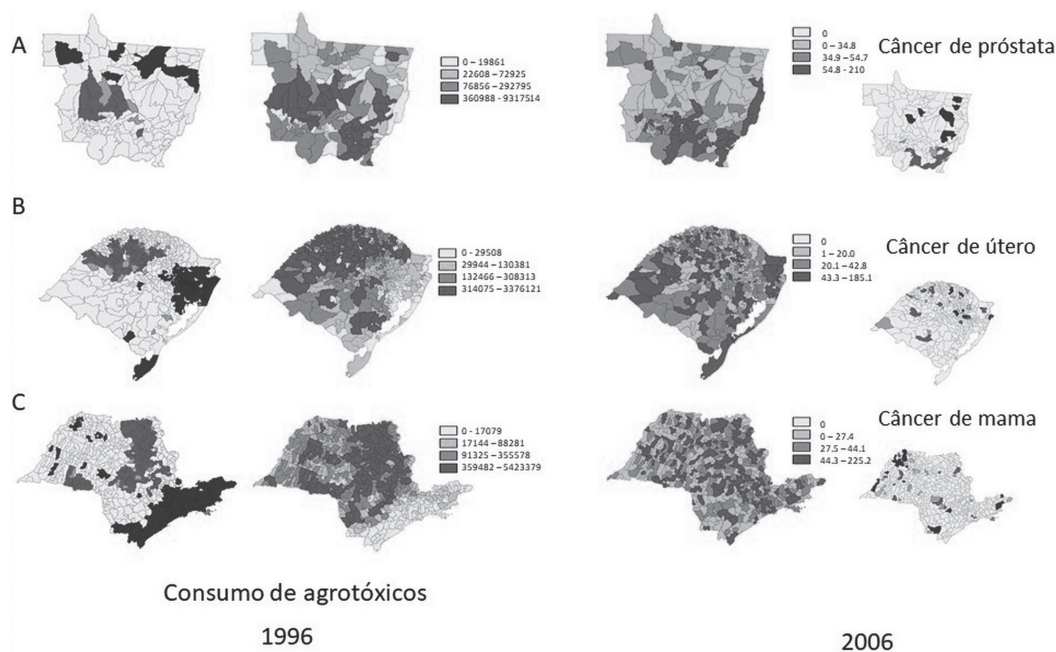 A
0 – 19861
22608 – 72925
76856 – 292795
360988 - 9317514
0
0 – 34.8
34.9 – 54.7
54.8 - 210
Câncer de próstata
B
0 - 29508
29944 – 130381
132466 – 308313
314075 – 3376121
0
1 – 20.0
20.1 – 42.8
43.3 – 185.1
Câncer de útero
C
0 - 17079
17144 – 88281
91325 – 355578
359482 – 5423379
0
0 – 27.4
27.5 – 44.1
44.3 – 225.2
Câncer de mama
Consumo de agrotóxicos
1996
2006